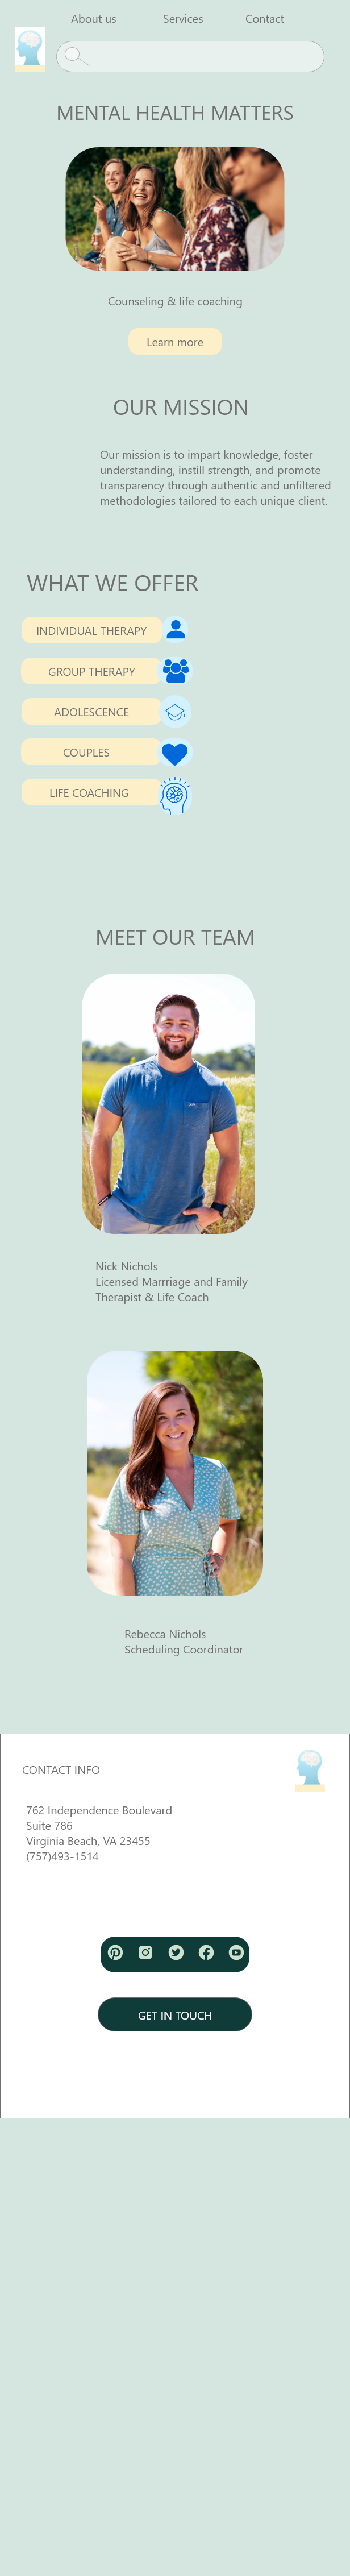 About us Services Contact
MENTAL HEALTH MATTERS
Counseling & life coaching
Learn more
OUR MISSION
Our mission is to impart knowledge, foster
understanding, instill strength, and promote
transparency through authentic and unfiltered
methodologies tailored to each unique client.
WHAT WE OFFER
INDIVIDUAL THERAPY
GROUP THERAPY
ADOLESCENCE
COUPLES
LIFE COACHING
MEET OUR TEAM
Nick Nichols
Licensed Marrriage and Family
Therapist & Life Coach
Rebecca Nichols
Scheduling Coordinator
CONTACT INFO
762 Independence Boulevard
Suite 786
Virginia Beach, VA 23455
(757)493-1514
GET IN TOUCH